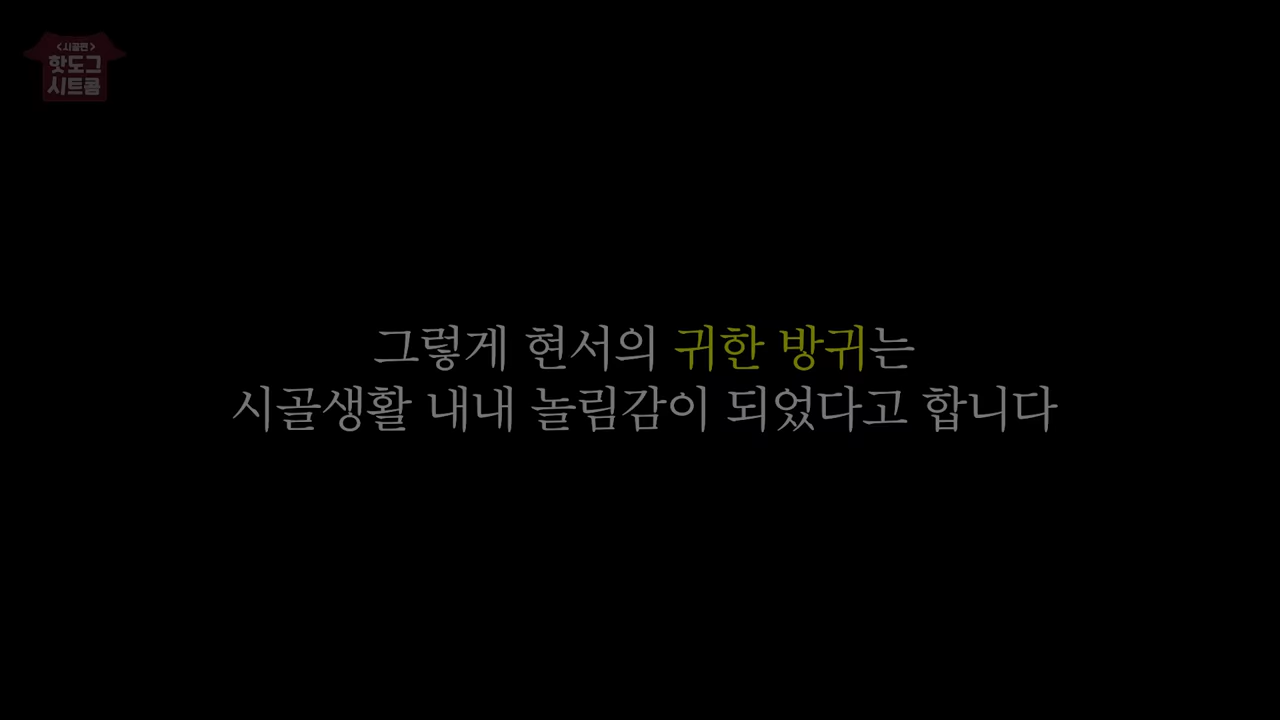 <시골편>
핫도그
시트콤
그렇게 현서의 귀한 방귀는
시골생활 내내 놀림감이 되었다고 합니다